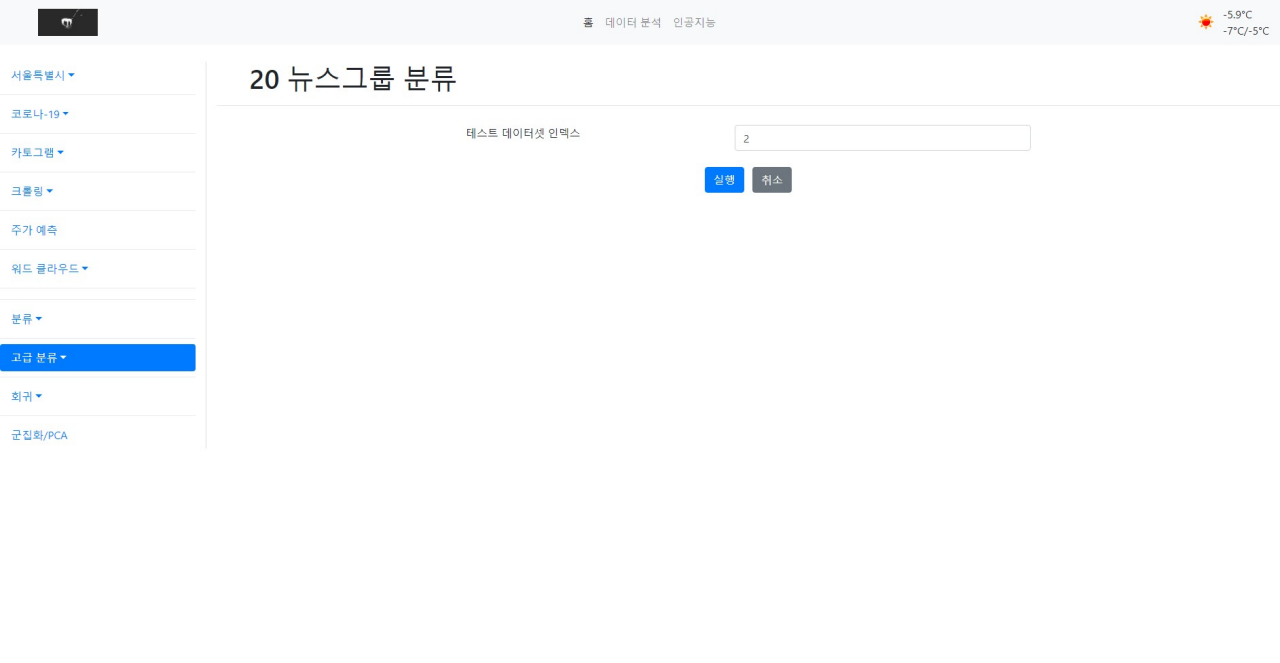 홈 데이터 분석 인공지능
-5.9°C
-7°C/-5°C
서울특별시
코로나-19
카토그램
크롤링
주가 예측
워드 클라우드
분류
고급 분류
회귀
군집화/PCA
20 뉴스그룹 분류
테스트 데이터셋 인덱스
2
실행 취소